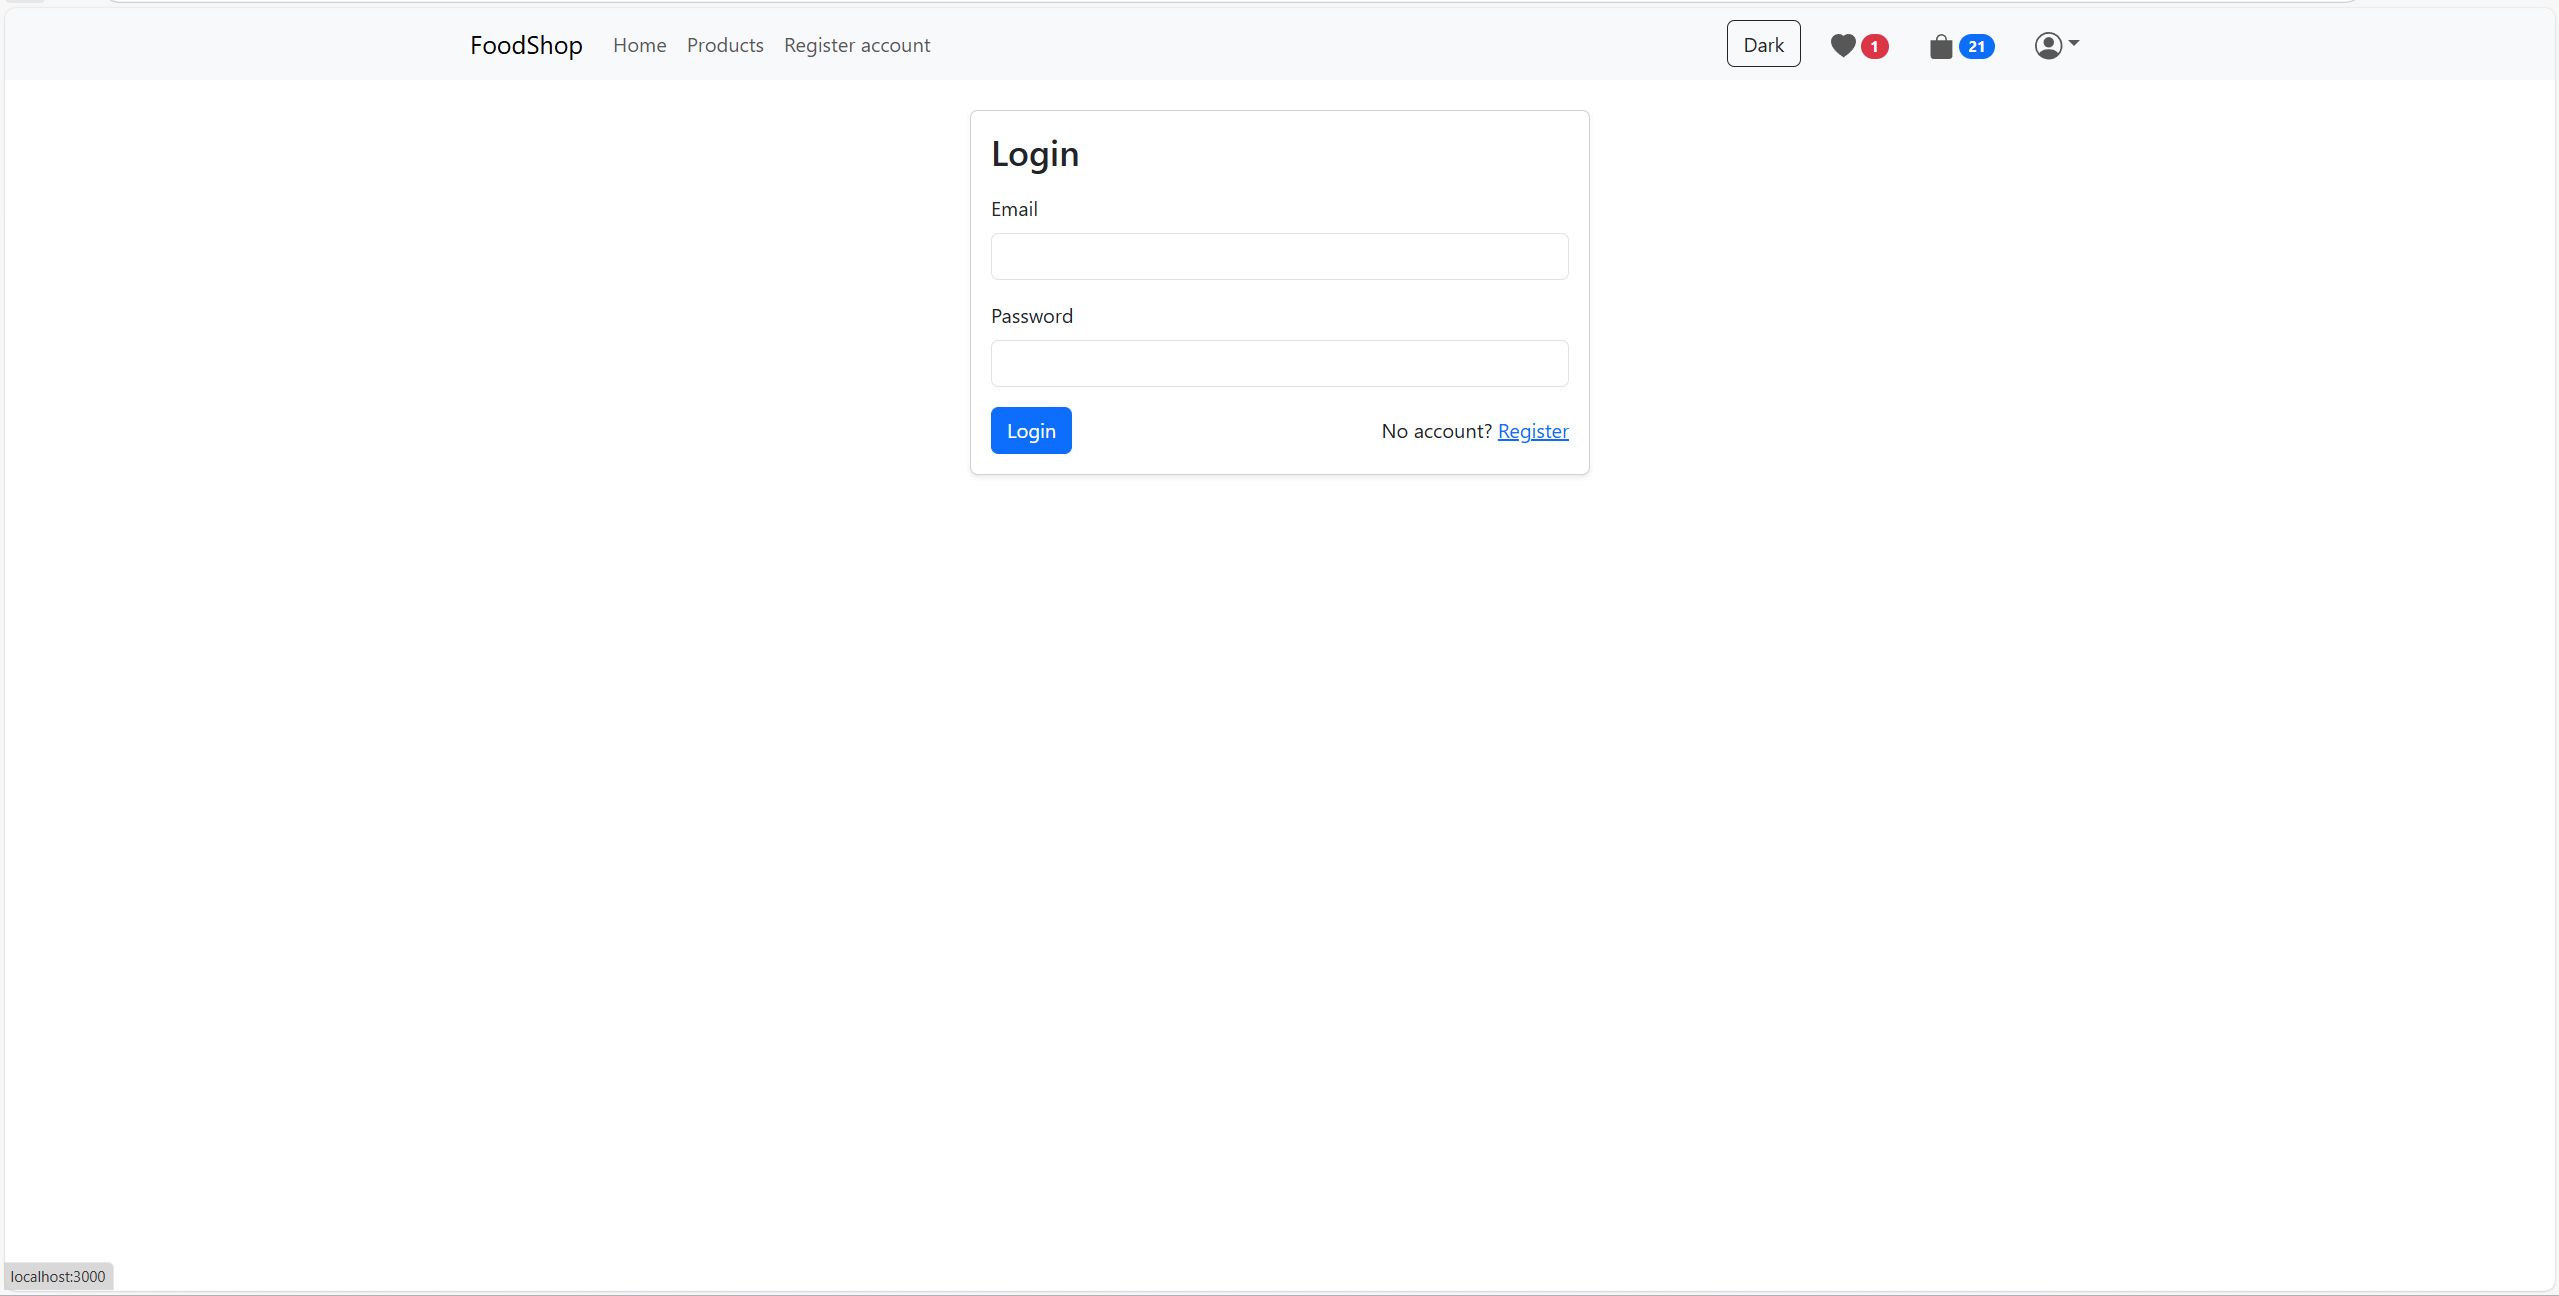 FoodShop Home Products Register account Dark 1 21
Login
Email
Password
Login No account? Register
localhost:3000